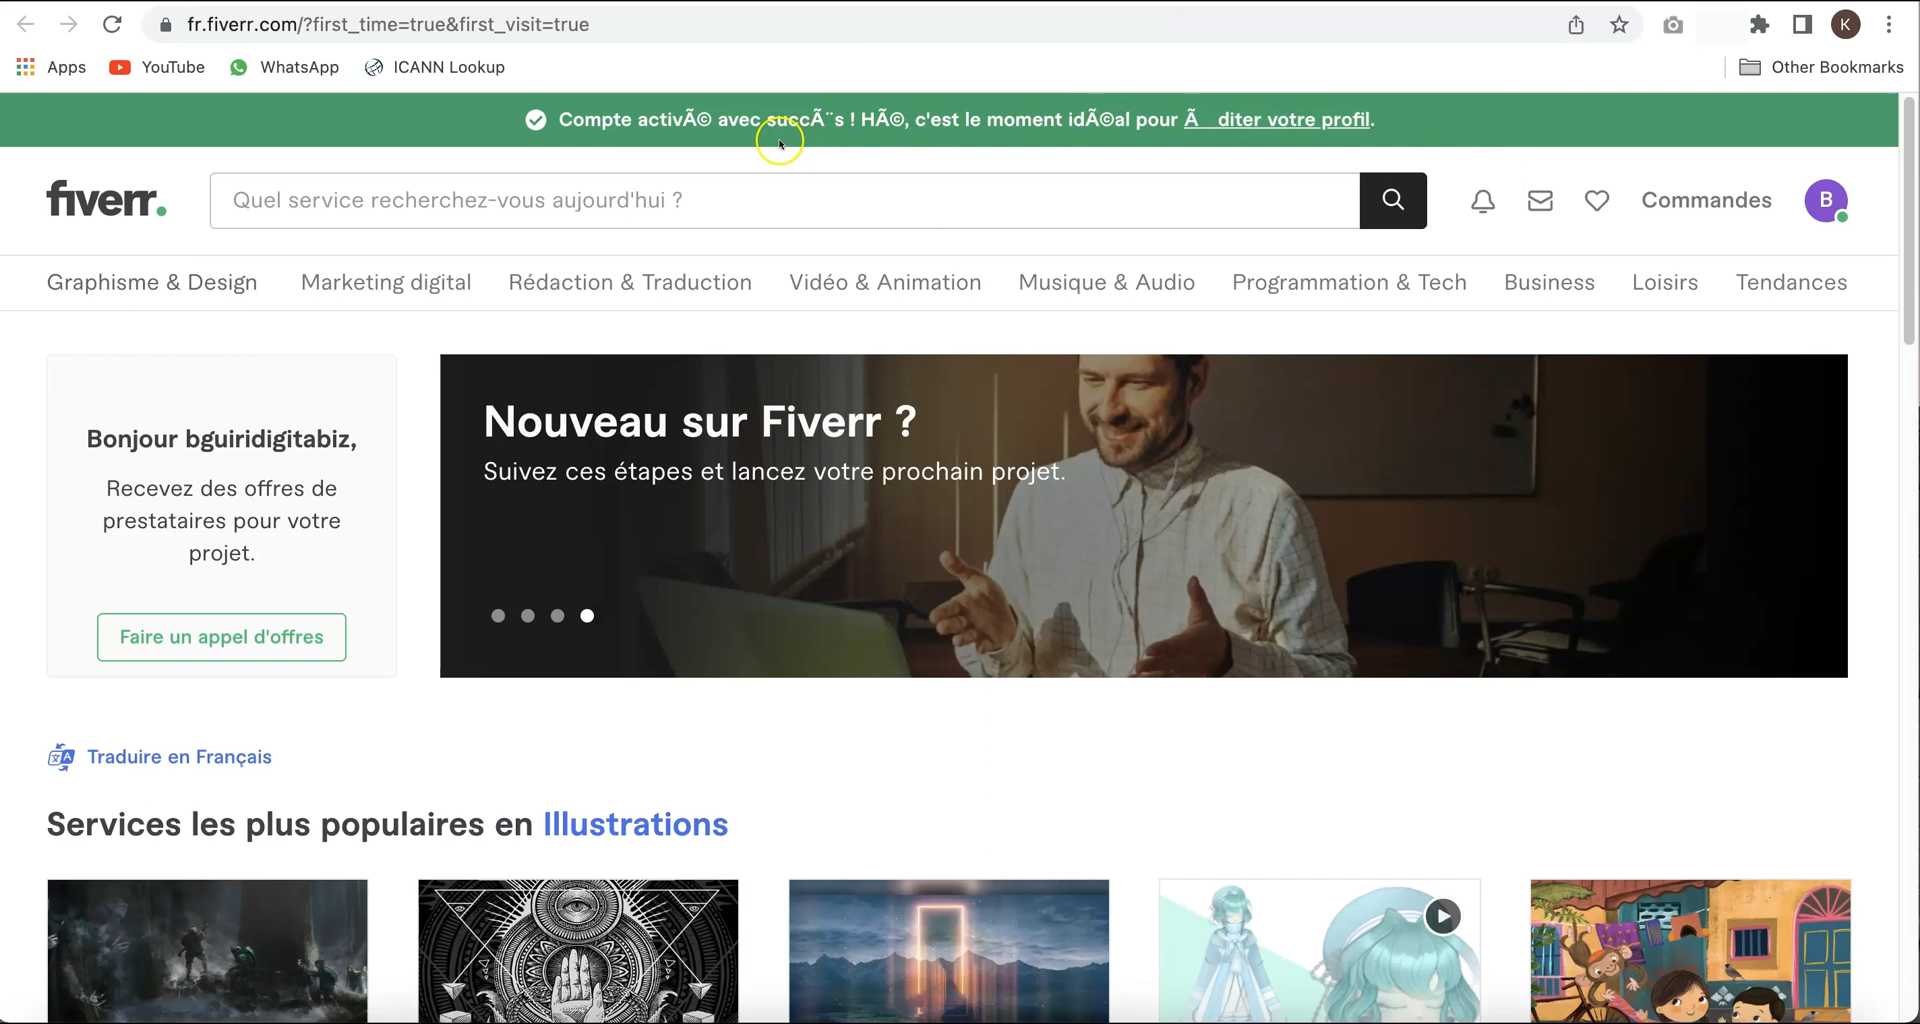 fr.fiverr.com/?first_time=true&first_visit=true
K
Apps YouTube WhatsApp ICANN Lookup Other Bookmarks
Compte activÃ© avec succÃ¨s ! HÃ©, c'est le moment idÃ©al pour Ã diter votre profil.
fiverr.
Quel service recherchez-vous aujourd'hui ?
Commandes
B
Graphisme & Design Marketing digital Rédaction & Traduction Vidéo & Animation Musique & Audio Programmation & Tech Business Loisirs Tendances
Bonjour bguiridigitabiz,
Recevez des offres de
prestataires pour votre
projet.
Faire un appel d'offres
Nouveau sur Fiverr ?
Suivez ces étapes et lancez votre prochain projet.
Traduire en Français
Services les plus populaires en Illustrations